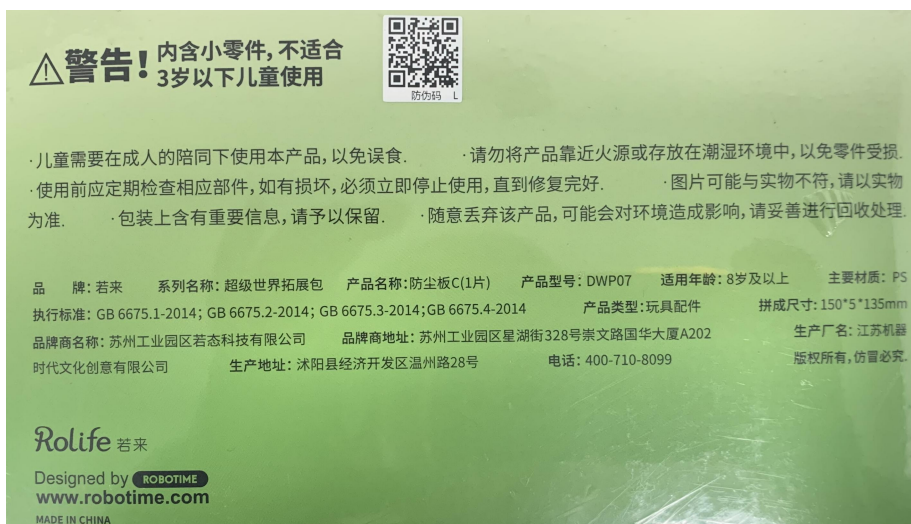 警告! 内含小零件,不适合
3岁以下儿童使用
防伪码 L
·儿童需要在成人的陪同下使用本产品,以免误食. ·请勿将产品靠近火源或存放在潮湿环境中,以免零件受损.
·使用前应定期检查相应部件,如有损坏,必须立即停止使用,直到修复完好. ·图片可能与实物不符,请以实物
为准. ·包装上含有重要信息,请予以保留. ·随意丢弃该产品,可能会对环境造成影响,请妥善进行回收处理.
品 牌:若来 系列名称:超级世界拓展包 产品名称:防尘板C(1片) 产品型号:DWP07 适用年龄:8岁及以上 主要材质:PS
执行标准:GB 6675.1-2014; GB 6675.2-2014; GB 6675.3-2014;GB 6675.4-2014 产品类型:玩具配件 拼成尺寸:150*5*135mm
品牌商名称:苏州工业园区若态科技有限公司 品牌商地址:苏州工业园区星湖街328号崇文路国华大厦A202 生产厂名:江苏机器
时代文化创意有限公司 生产地址:沭阳县经济开发区温州路28号 电话:400-710-8099 版权所有,仿冒必究.
Rolife 若来
Designed by ROBOTIME
www.robotime.com
MADE IN CHINA